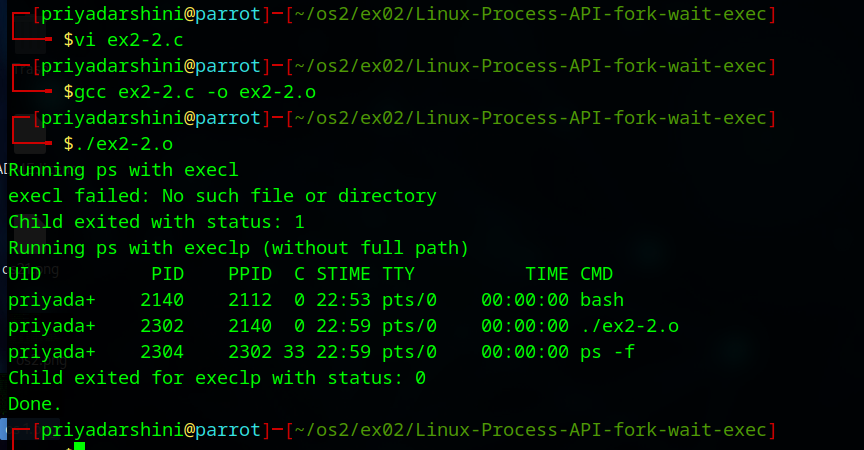 ┌─[priyadarshini@parrot]─[~/os2/ex02/Linux-Process-API-fork-wait-exec]
└──╼ $vi ex2-2.c
┌─[priyadarshini@parrot]─[~/os2/ex02/Linux-Process-API-fork-wait-exec]
└──╼ $gcc ex2-2.c -o ex2-2.o
┌─[priyadarshini@parrot]─[~/os2/ex02/Linux-Process-API-fork-wait-exec]
└──╼ $./ex2-2.o
Running ps with execl
execl failed: No such file or directory
Child exited with status: 1
Running ps with execlp (without full path)
UID          PID    PPID  C STIME TTY          TIME CMD
priyada+    2140    2112  0 22:53 pts/0    00:00:00 bash
priyada+    2302    2140  0 22:59 pts/0    00:00:00 ./ex2-2.o
priyada+    2304    2302 33 22:59 pts/0    00:00:00 ps -f
Child exited for execlp with status: 0
Done.
┌─[priyadarshini@parrot]─[~/os2/ex02/Linux-Process-API-fork-wait-exec]
$